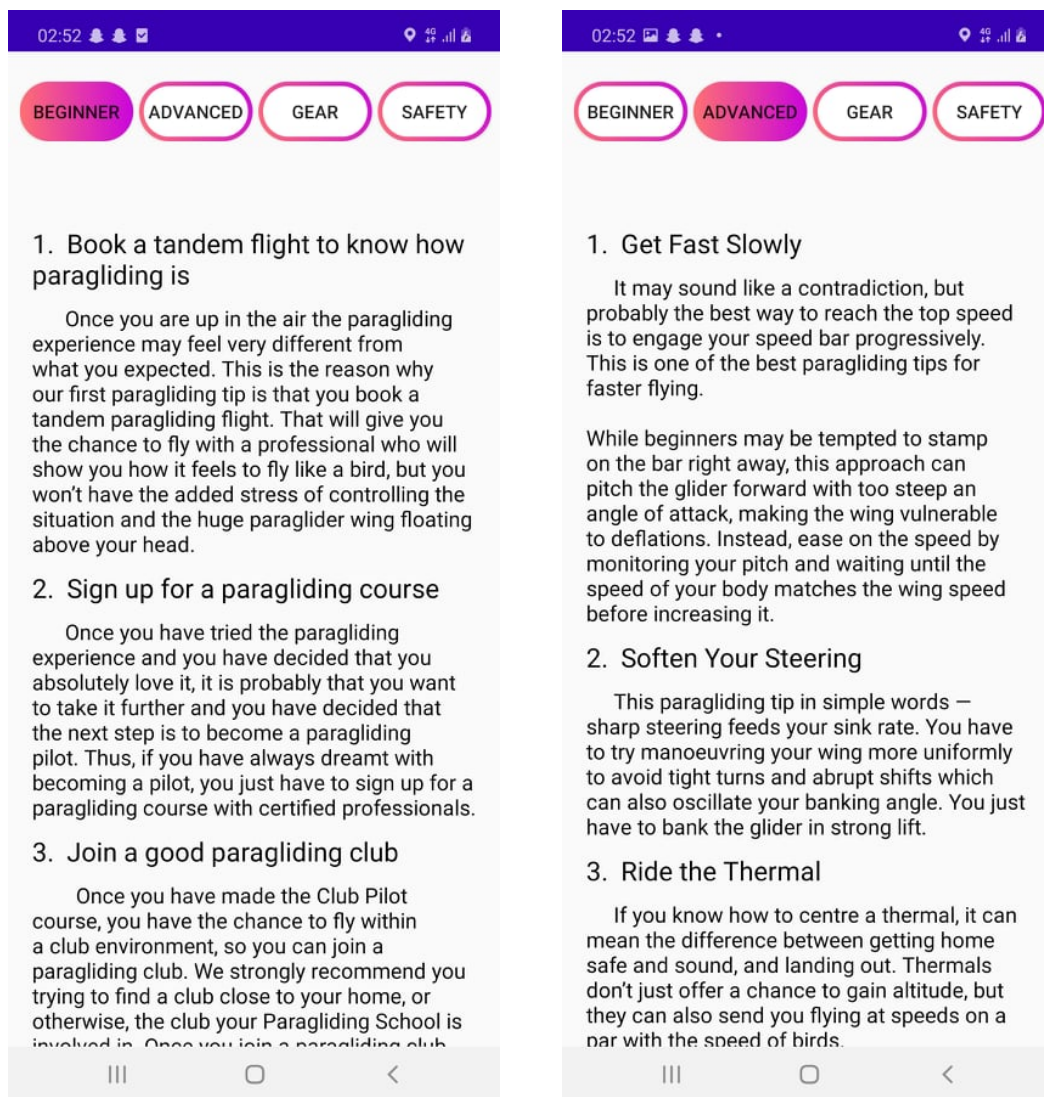 02:52
4G
BEGINNER
ADVANCED
GEAR
SAFETY
1. Book a tandem flight to know how
paragliding is
Once you are up in the air the paragliding
experience may feel very different from
what you expected. This is the reason why
our first paragliding tip is that you book a
tandem paragliding flight. That will give you
the chance to fly with a professional who will
show you how it feels to fly like a bird, but you
won't have the added stress of controlling the
situation and the huge paraglider wing floating
above your head.
2. Sign up for a paragliding course
Once you have tried the paragliding
experience and you have decided that you
absolutely love it, it is probably that you want
to take it further and you have decided that
the next step is to become a paragliding
pilot. Thus, if you have always dreamt with
becoming a pilot, you just have to sign up for a
paragliding course with certified professionals.
3. Join a good paragliding club
Once you have made the Club Pilot
course, you have the chance to fly within
a club environment, so you can join a
paragliding club. We strongly recommend you
trying to find a club close to your home, or
otherwise, the club your Paragliding School is
involved in. Once you join a paragliding club
02:52
4G
BEGINNER
ADVANCED
GEAR
SAFETY
1. Get Fast Slowly
It may sound like a contradiction, but
probably the best way to reach the top speed
is to engage your speed bar progressively.
This is one of the best paragliding tips for
faster flying.
While beginners may be tempted to stamp
on the bar right away, this approach can
pitch the glider forward with too steep an
angle of attack, making the wing vulnerable
to deflations. Instead, ease on the speed by
monitoring your pitch and waiting until the
speed of your body matches the wing speed
before increasing it.
2. Soften Your Steering
This paragliding tip in simple words —
sharp steering feeds your sink rate. You have
to try manoeuvring your wing more uniformly
to avoid tight turns and abrupt shifts which
can also oscillate your banking angle. You just
have to bank the glider in strong lift.
3. Ride the Thermal
If you know how to centre a thermal, it can
mean the difference between getting home
safe and sound, and landing out. Thermals
don't just offer a chance to gain altitude, but
they can also send you flying at speeds on a
par with the speed of birds.